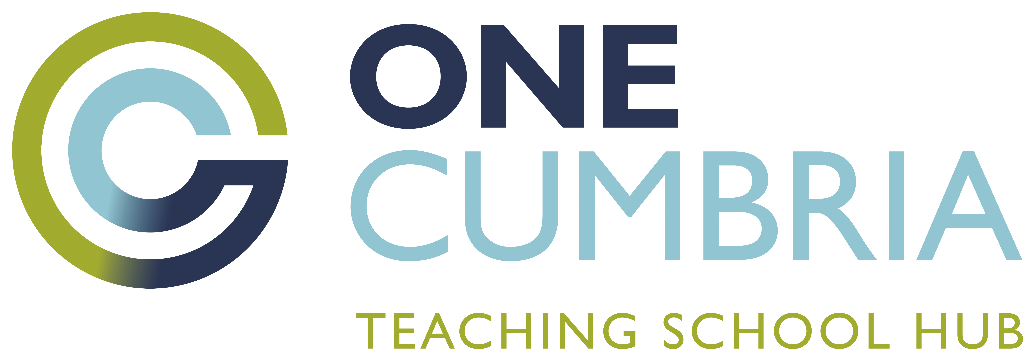 ONE
CUMBRIA
TEACHING SCHOOL HUB